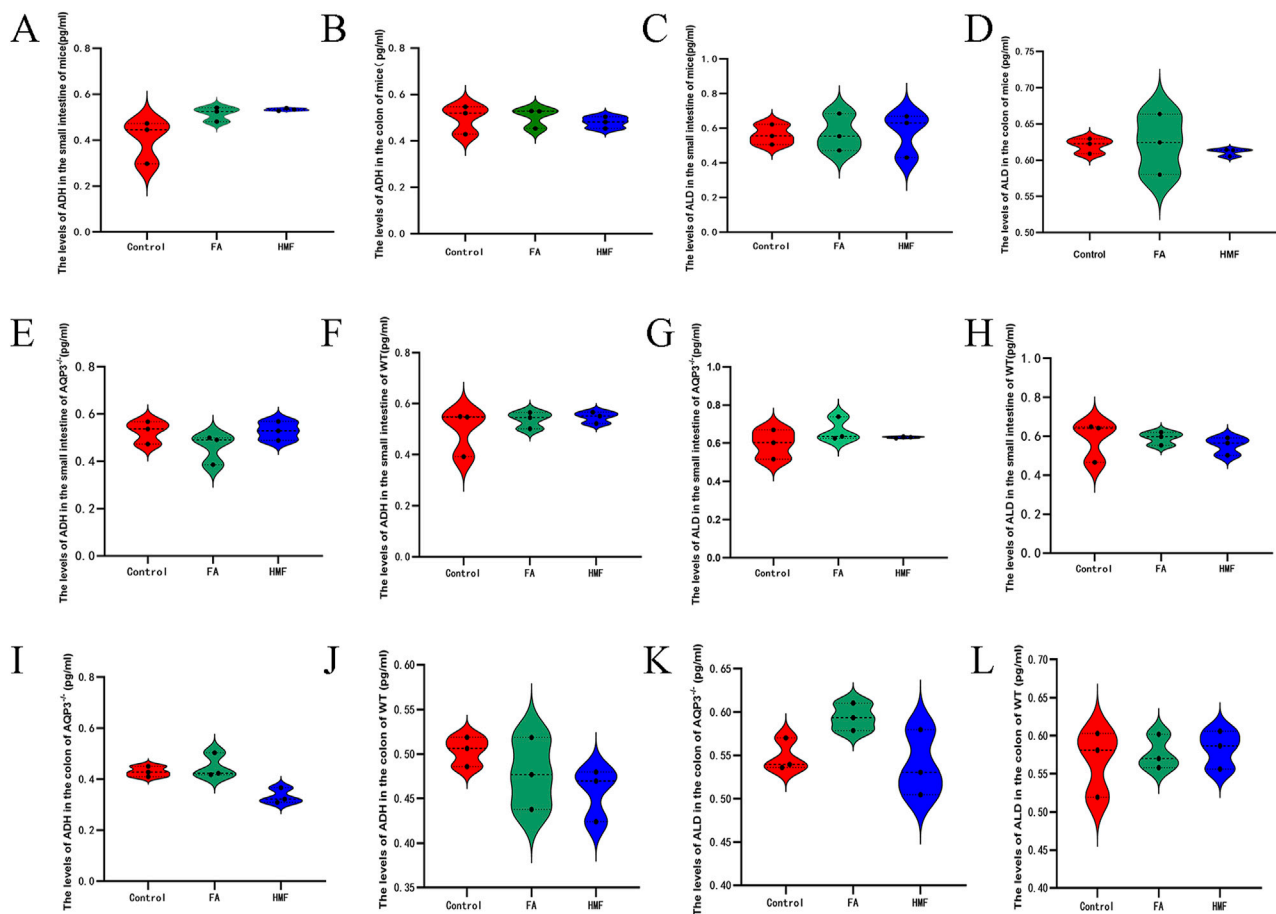 A
The levels of ADH in the small intestine of mice(pg/ml)
0.8
0.6
0.4
0.2
0.0
Control
FA
HMF
B
The levels of ADH in the colon of mice( pg/ml)
0.8
0.6
0.4
0.2
0.0
Control
FA
HMF
C
The levels of ALD in the small intestine of mice(pg/ml)
1.0
0.8
0.6
0.4
0.2
0.0
Control
FA
HMF
D
The levels of ALD in the colon of mice (pg/ml)
0.75
0.70
0.65
0.60
0.55
0.50
Control
FA
HMF
E
The levels of ADH in the small intestine of AQP3-/-(pg/ml)
0.8
0.6
0.4
0.2
0.0
Control
FA
HMF
F
The levels of ADH in the small intestine of WT(pg/ml)
0.8
0.6
0.4
0.2
0.0
Control
FA
HMF
G
The levels of ALD in the small intestine of AQP3-/-(pg/ml)
1.0
0.8
0.6
0.4
0.2
0.0
Control
FA
HMF
H
The levels of ALD in the small intestine of WT(pg/ml)
1.0
0.8
0.6
0.4
0.2
0.0
Control
FA
HMF
I
The levels of ADH in the colon of AQP3-/- (pg/ml)
0.8
0.6
0.4
0.2
0.0
Control
FA
HMF
J
The levels of ADH in the colon of WT (pg/ml)
0.60
0.55
0.50
0.45
0.40
0.35
Control
FA
HMF
K
The levels of ALD in the colon of AQP3-/- (pg/ml)
0.65
0.60
0.55
0.50
0.45
0.40
Control
FA
HMF
L
The levels of ALD in the colon of WT (pg/ml)
0.70
0.65
0.60
0.55
0.50
0.45
0.40
Control
FA
HMF